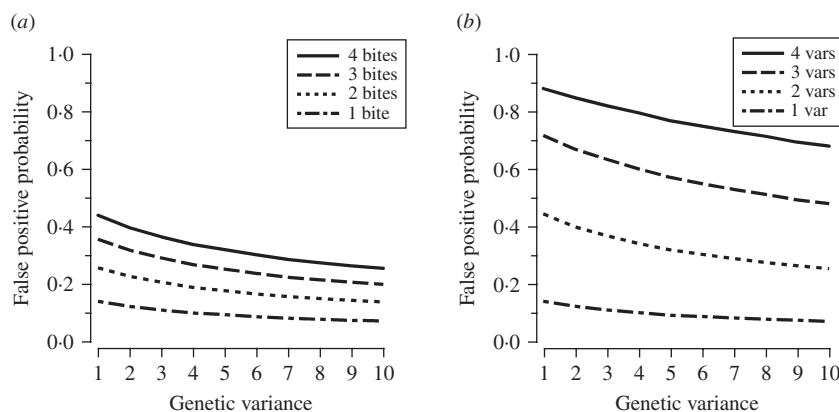 (a)
1·0
0·8
0·6
0·4
0·2
0·0
False positive probability
4 bites
3 bites
2 bites
1 bite
1 2 3 4 5 6 7 8 9 10
Genetic variance
(b)
1·0
0·8
0·6
0·4
0·2
0·0
False positive probability
4 vars
3 vars
2 vars
1 var
1 2 3 4 5 6 7 8 9 10
Genetic variance